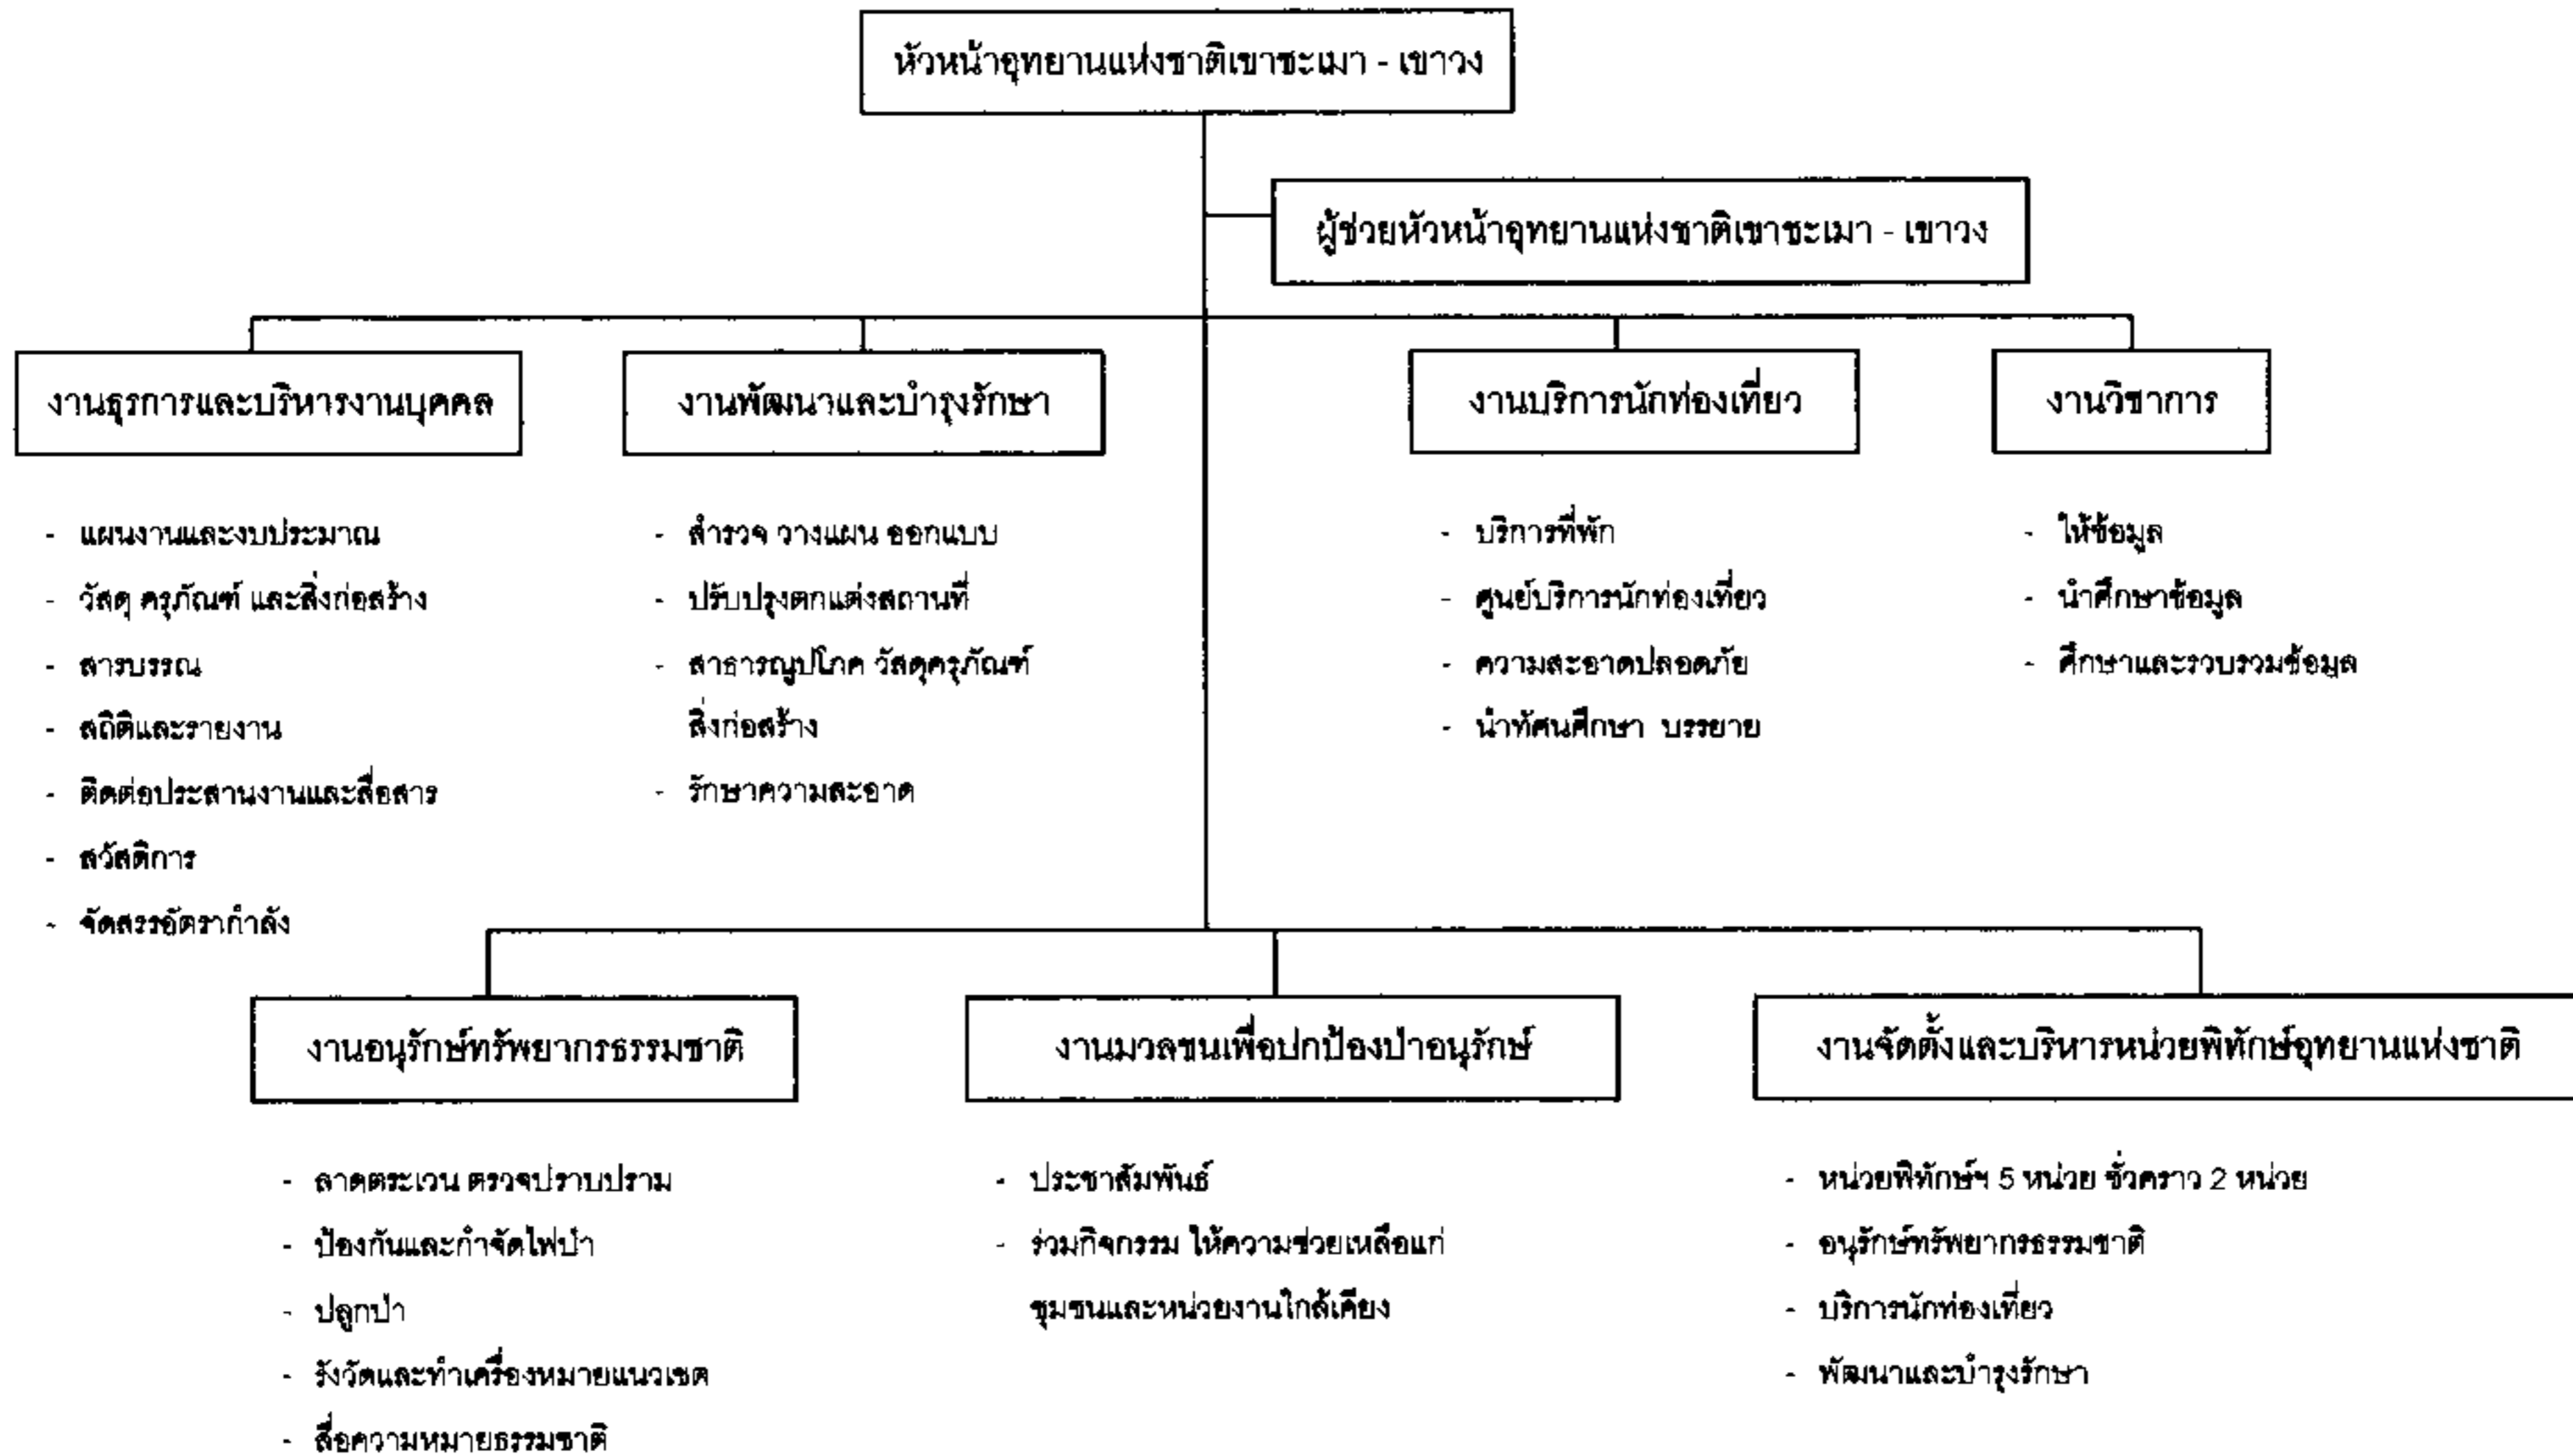 หัวหน้าอุทยานแห่งชาติเขาชะเมา - เขาวง
ผู้ช่วยหัวหน้าอุทยานแห่งชาติเขาชะเมา - เขาวง
งานธุรการและบริหารงานบุคคล
- แผนงานและงบประมาณ
- วัสดุ ครุภัณฑ์ และสิ่งก่อสร้าง
- สารบรรณ
- สถิติและรายงาน
- ติดต่อประสานงานและสื่อสาร
- สวัสดิการ
- จัดสรรอัตรากำลัง
งานพัฒนาและบำรุงรักษา
- สำรวจ วางแผน ออกแบบ
- ปรับปรุงตกแต่งสถานที่
- สาธารณูปโภค วัสดุครุภัณฑ์
สิ่งก่อสร้าง
- รักษาความสะอาด
งานบริการนักท่องเที่ยว
- บริการที่พัก
- ศูนย์บริการนักท่องเที่ยว
- ความสะอาดปลอดภัย
- นำทัศนศึกษา บรรยาย
งานวิชาการ
- ให้ข้อมูล
- นำศึกษาข้อมูล
- ศึกษาและรวบรวมข้อมูล
งานอนุรักษ์ทรัพยากรธรรมชาติ
- ลาดตระเวน ตรวจปราบปราม
- ป้องกันและกำจัดไฟป่า
- ปลูกป่า
- รังวัดและทำเครื่องหมายแนวเขต
- สื่อความหมายธรรมชาติ
งานมวลชนเพื่อปกป้องป่าอนุรักษ์
- ประชาสัมพันธ์
- ร่วมกิจกรรม ให้ความช่วยเหลือแก่
ชุมชนและหน่วยงานใกล้เคียง
งานจัดตั้งและบริหารหน่วยพิทักษ์อุทยานแห่งชาติ
- หน่วยพิทักษ์ฯ 5 หน่วย ชั่วคราว 2 หน่วย
- อนุรักษ์ทรัพยากรธรรมชาติ
- บริการนักท่องเที่ยว
- พัฒนาและบำรุงรักษา